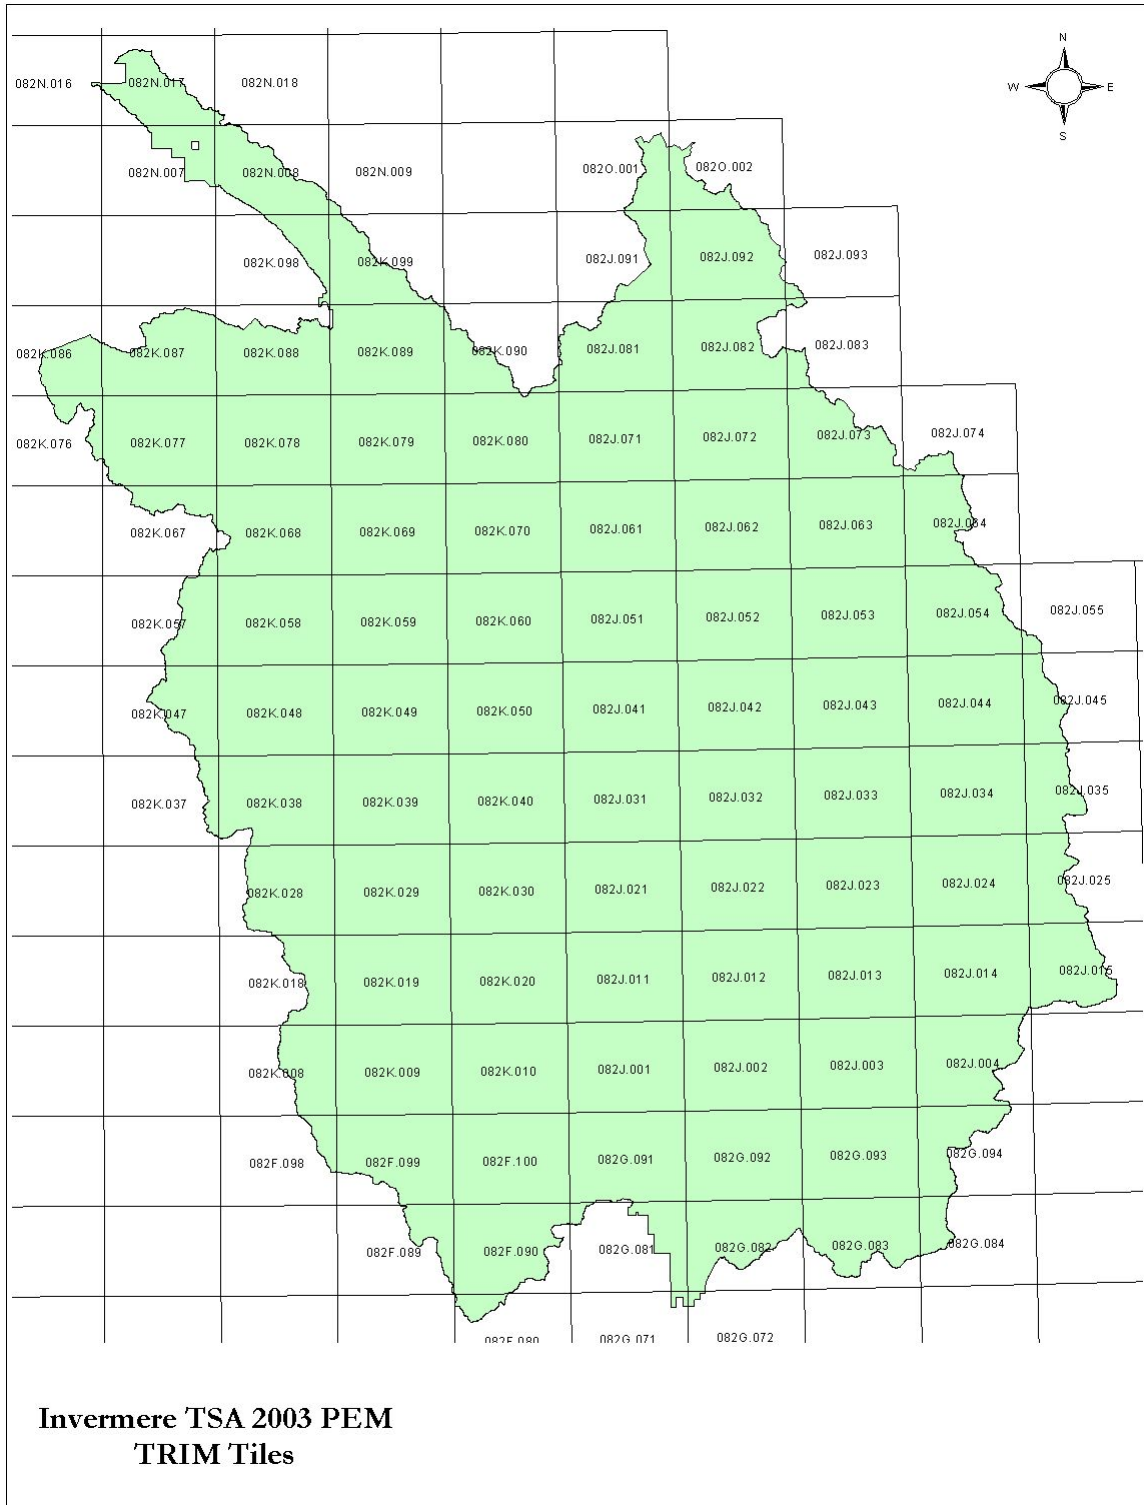 N
W E
S
082N.016 082N.017 082N.018
082N.007 082N.008 082N.009 082O.001 082O.002
082K.098 082K.099 082J.091 082J.092 082J.093
082K.086 082K.087 082K.088 082K.089 082K.090 082J.081 082J.082 082J.083
082K.076 082K.077 082K.078 082K.079 082K.080 082J.071 082J.072 082J.073 082J.074
082K.067 082K.068 082K.069 082K.070 082J.061 082J.062 082J.063 082J.064
082K.057 082K.058 082K.059 082K.060 082J.051 082J.052 082J.053 082J.054 082J.055
082K.047 082K.048 082K.049 082K.050 082J.041 082J.042 082J.043 082J.044 082J.045
082K.037 082K.038 082K.039 082K.040 082J.031 082J.032 082J.033 082J.034 082J.035
082K.028 082K.029 082K.030 082J.021 082J.022 082J.023 082J.024 082J.025
082K.018 082K.019 082K.020 082J.011 082J.012 082J.013 082J.014 082J.015
082K.008 082K.009 082K.010 082J.001 082J.002 082J.003 082J.004
082F.098 082F.099 082F.100 082G.091 082G.092 082G.093 082G.094
082F.089 082F.090 082G.081 082G.082 082G.083 082G.084
082F.080 082G.071 082G.072
Invermere TSA 2003 PEM
TRIM Tiles